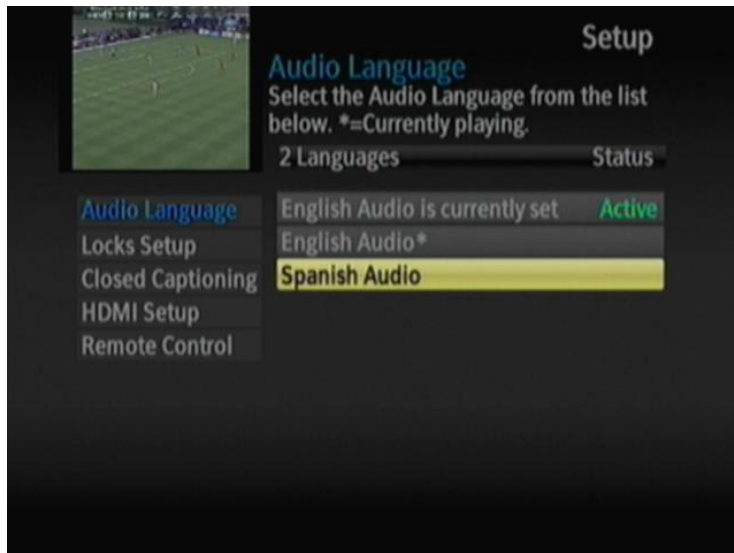 Setup
Audio Language
Select the Audio Language from the list
below. *=Currently playing.
2 Languages Status
Audio Language
Locks Setup
Closed Captioning
HDMI Setup
Remote Control
English Audio is currently set Active
English Audio*
Spanish Audio